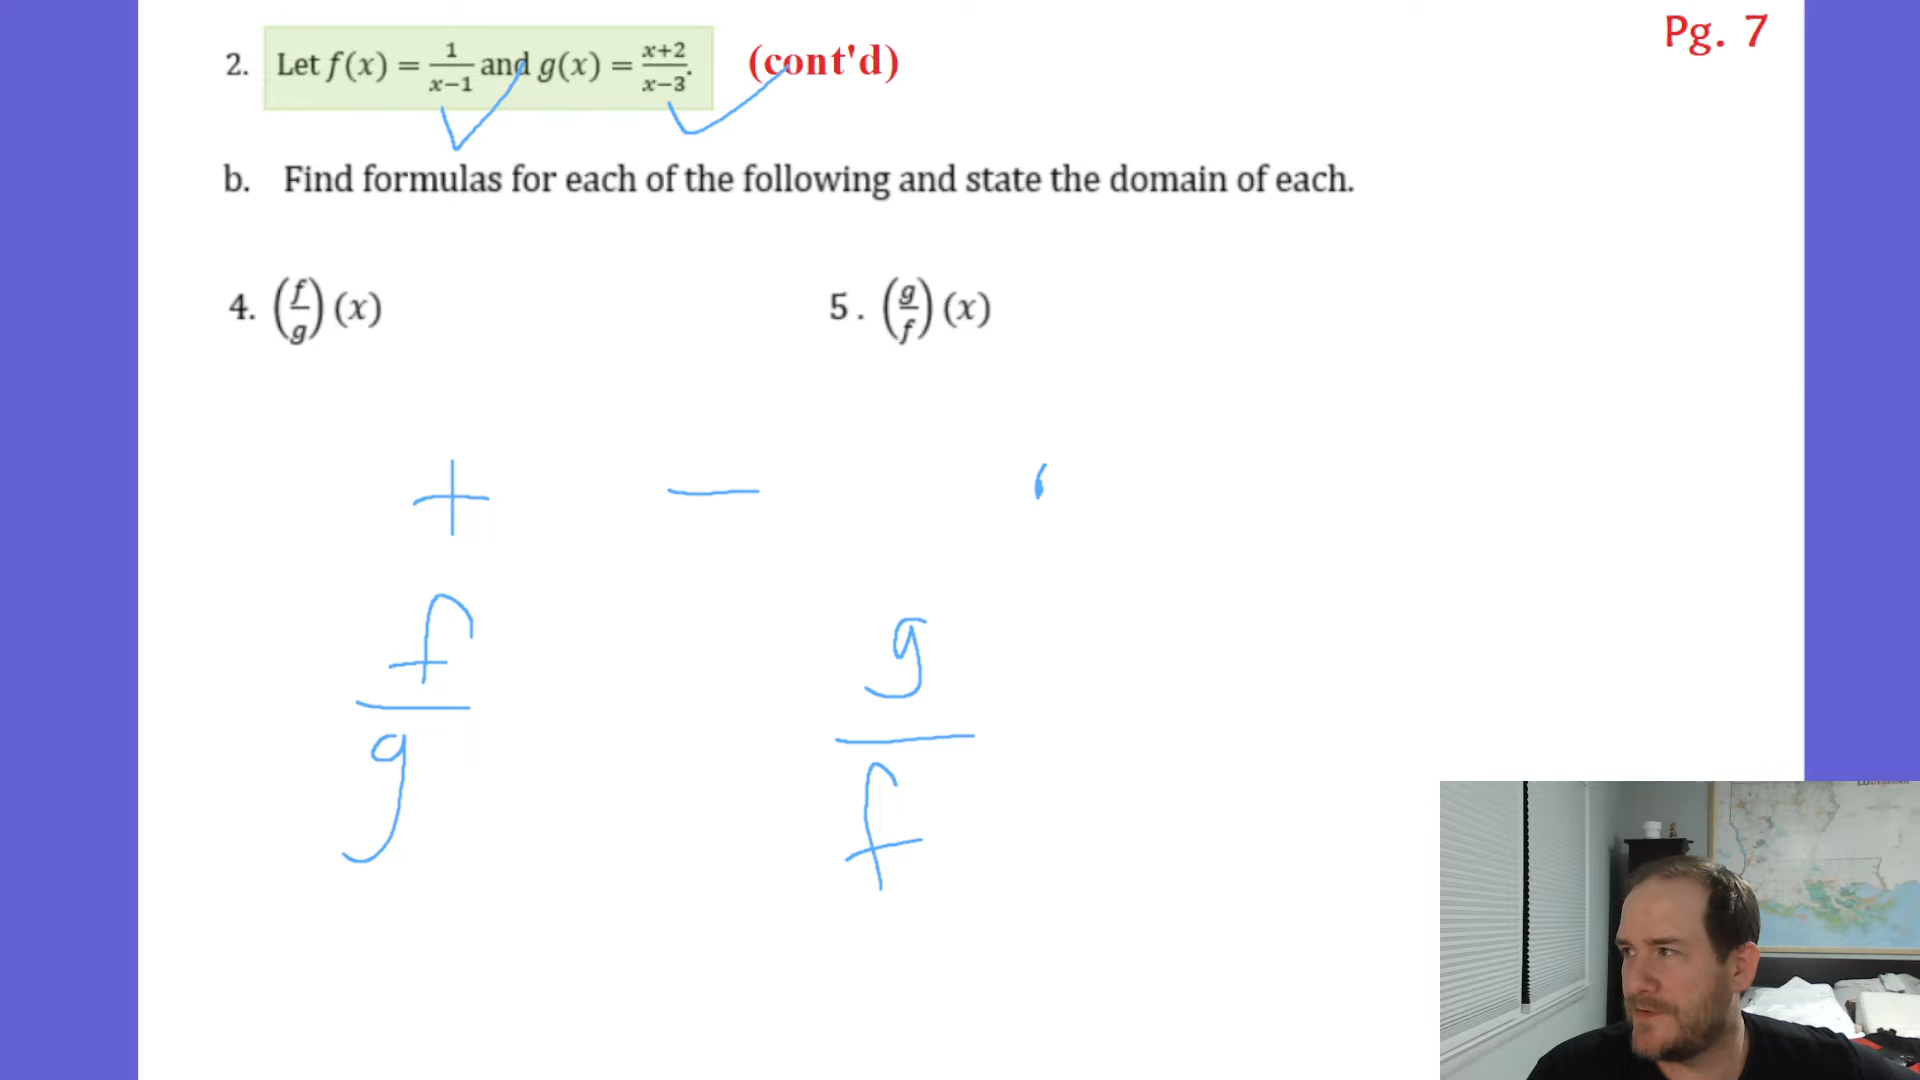 Pg. 7
2. Let f(x) = 1/(x−1) and g(x) = (x+2)/(x−3). (cont'd)
b. Find formulas for each of the following and state the domain of each.
4. (f/g)(x) 5. (g/f)(x)
+ − ·
f/g g/f